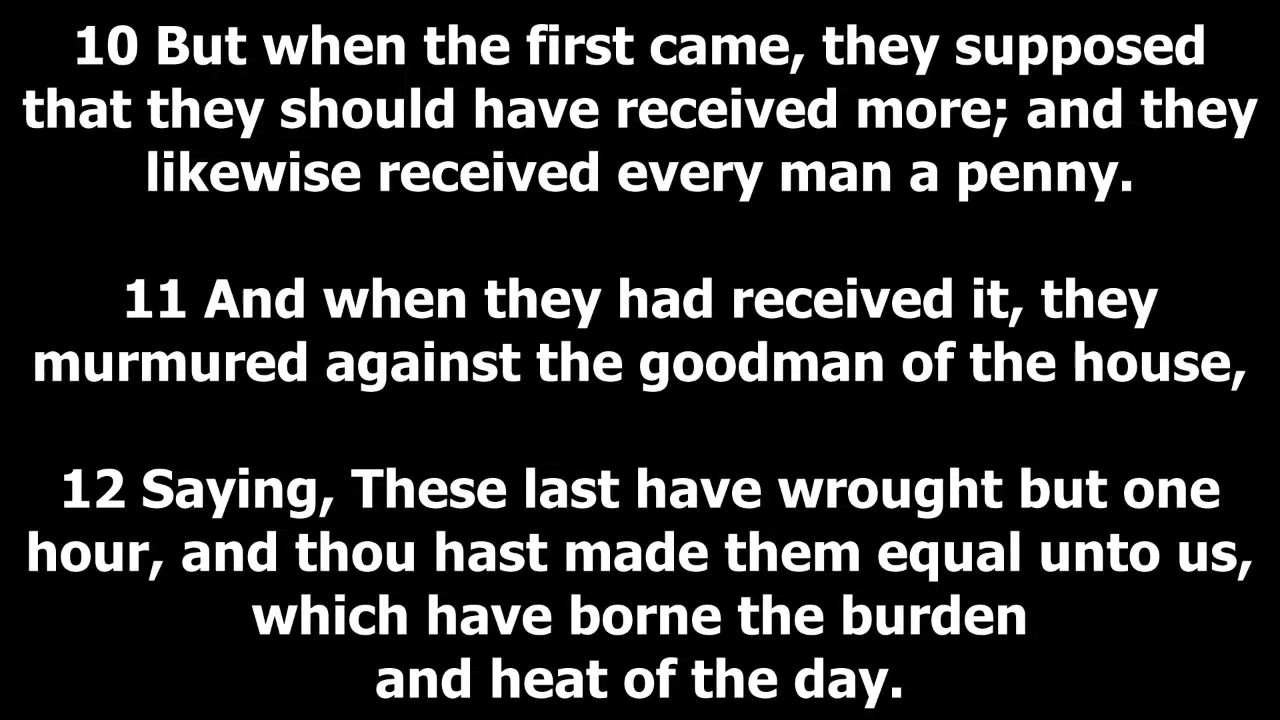 10 But when the first came, they supposed
that they should have received more; and they
likewise received every man a penny.
11 And when they had received it, they
murmured against the goodman of the house,
12 Saying, These last have wrought but one
hour, and thou hast made them equal unto us,
which have borne the burden
and heat of the day.